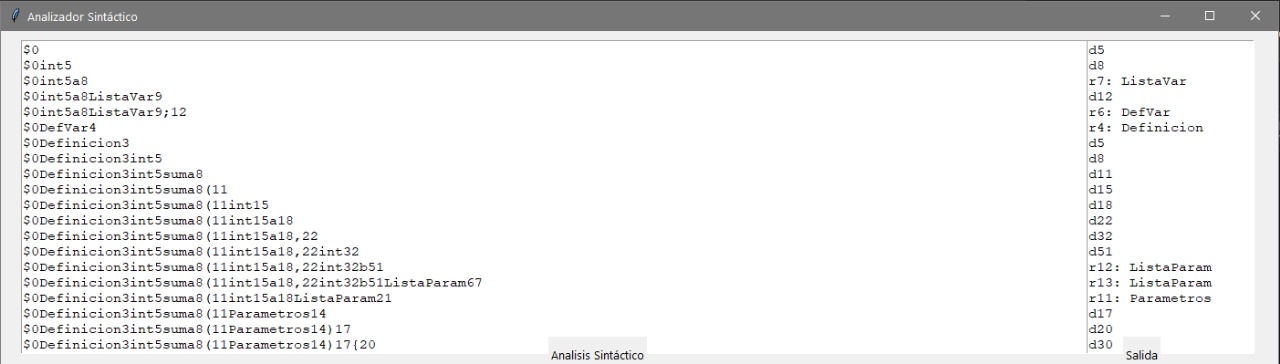 Analizador Sintáctico
$0 d5
$0int5 d8
$0int5a8 r7: ListaVar
$0int5a8ListaVar9 d12
$0int5a8ListaVar9;12 r6: DefVar
$0DefVar4 r4: Definicion
$0Definicion3 d5
$0Definicion3int5 d8
$0Definicion3int5suma8 d11
$0Definicion3int5suma8(11 d15
$0Definicion3int5suma8(11int15 d18
$0Definicion3int5suma8(11int15a18 d22
$0Definicion3int5suma8(11int15a18,22 d32
$0Definicion3int5suma8(11int15a18,22int32 d51
$0Definicion3int5suma8(11int15a18,22int32b51 r12: ListaParam
$0Definicion3int5suma8(11int15a18,22int32b51ListaParam67 r13: ListaParam
$0Definicion3int5suma8(11int15a18ListaParam21 r11: Parametros
$0Definicion3int5suma8(11Parametros14 d17
$0Definicion3int5suma8(11Parametros14)17 d20
$0Definicion3int5suma8(11Parametros14)17{20 d30
Analisis Sintáctico Salida